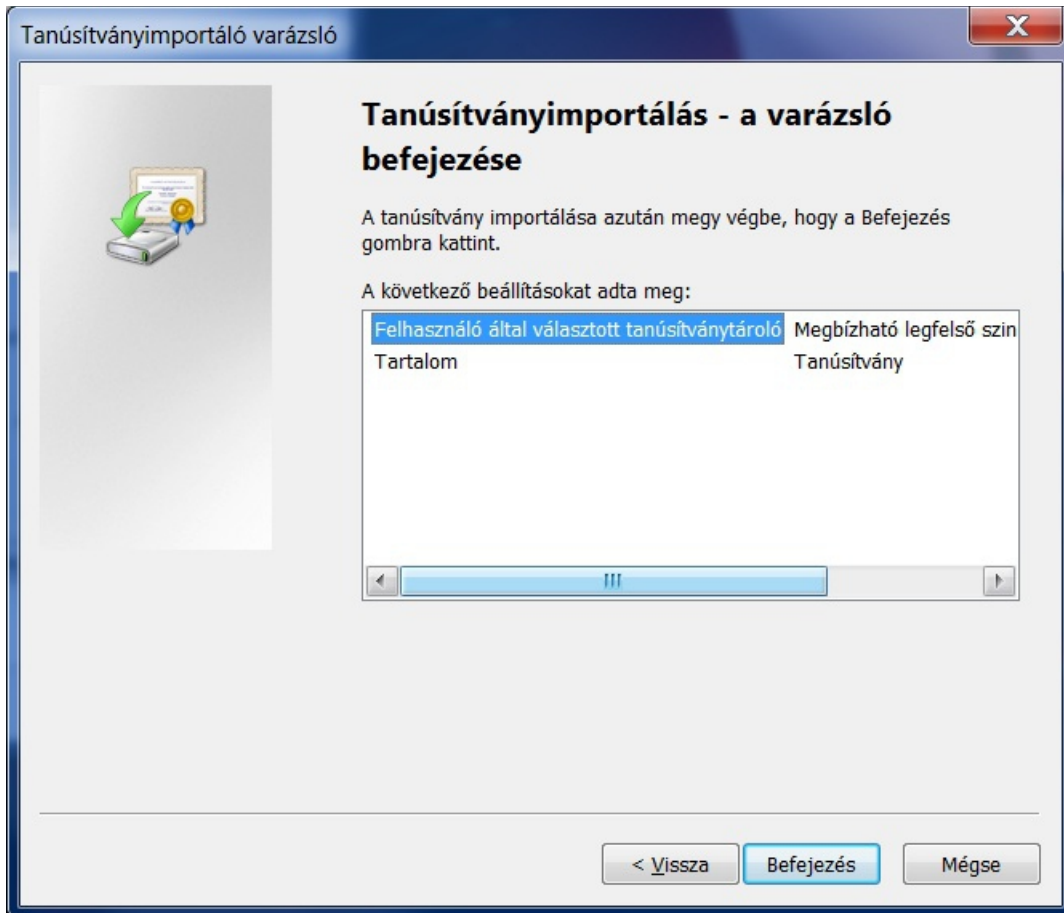 Tanúsítványimportáló varázsló
Tanúsítványimportálás - a varázsló
befejezése
A tanúsítvány importálása azután megy végbe, hogy a Befejezés
gombra kattint.
A következő beállításokat adta meg:
Felhasználó által választott tanúsítványtároló Megbízható legfelső szin
Tartalom Tanúsítvány
< Vissza Befejezés Mégse